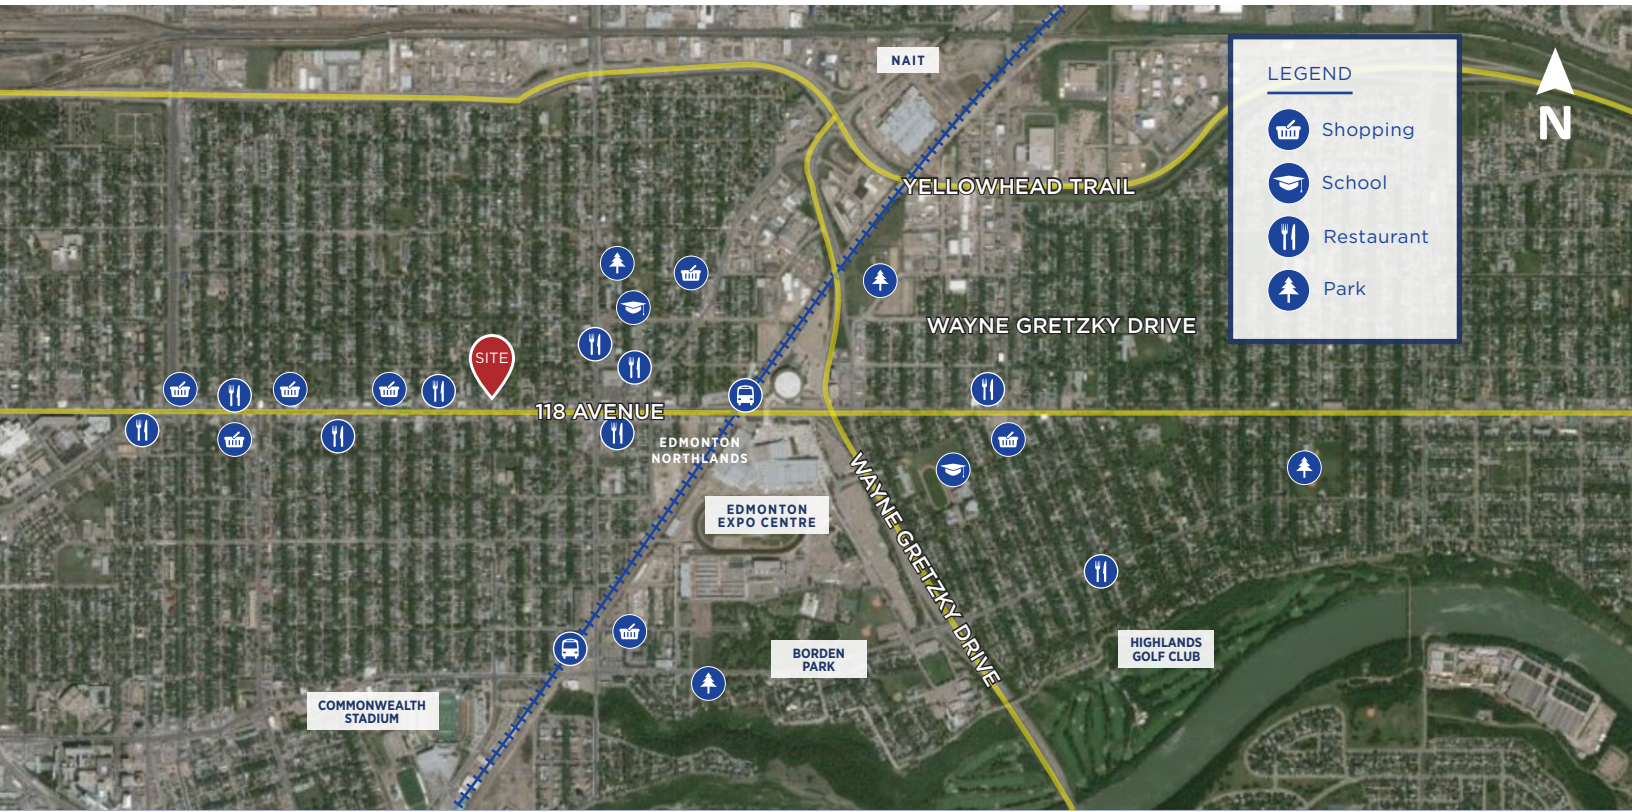 NAIT
LEGEND
Shopping
School
Restaurant
Park
N
YELLOWHEAD TRAIL
WAYNE GRETZKY DRIVE
SITE
118 AVENUE
EDMONTON
NORTHLANDS
WAYNE GRETZKY DRIVE
EDMONTON
EXPO CENTRE
BORDEN
PARK
HIGHLANDS
GOLF CLUB
COMMONWEALTH
STADIUM